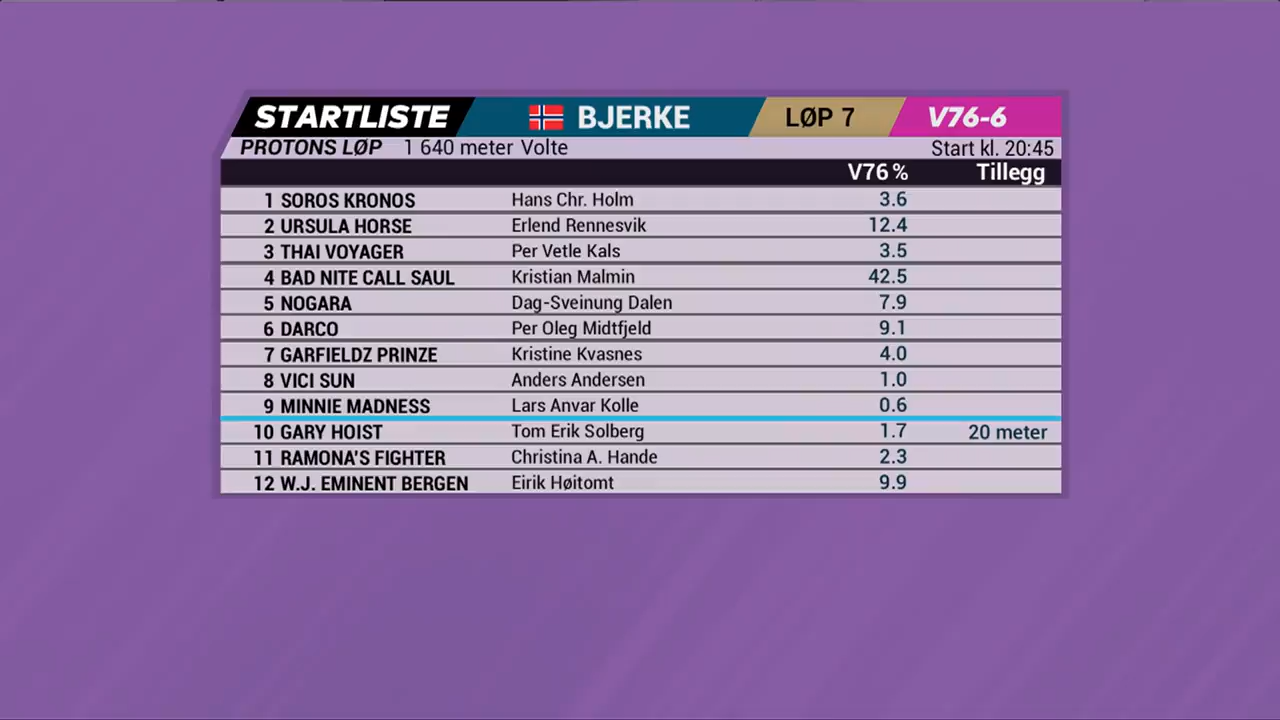 STARTLISTE BJERKE LØP 7 V76-6
PROTONS LØP 1 640 meter Volte Start kl. 20:45
V76 % Tillegg
1 SOROS KRONOS Hans Chr. Holm 3.6
2 URSULA HORSE Erlend Rennesvik 12.4
3 THAI VOYAGER Per Vetle Kals 3.5
4 BAD NITE CALL SAUL Kristian Malmin 42.5
5 NOGARA Dag-Sveinung Dalen 7.9
6 DARCO Per Oleg Midtfjeld 9.1
7 GARFIELDZ PRINZE Kristine Kvasnes 4.0
8 VICI SUN Anders Andersen 1.0
9 MINNIE MADNESS Lars Anvar Kolle 0.6
10 GARY HOIST Tom Erik Solberg 1.7 20 meter
11 RAMONA'S FIGHTER Christina A. Hande 2.3
12 W.J. EMINENT BERGEN Eirik Høitomt 9.9